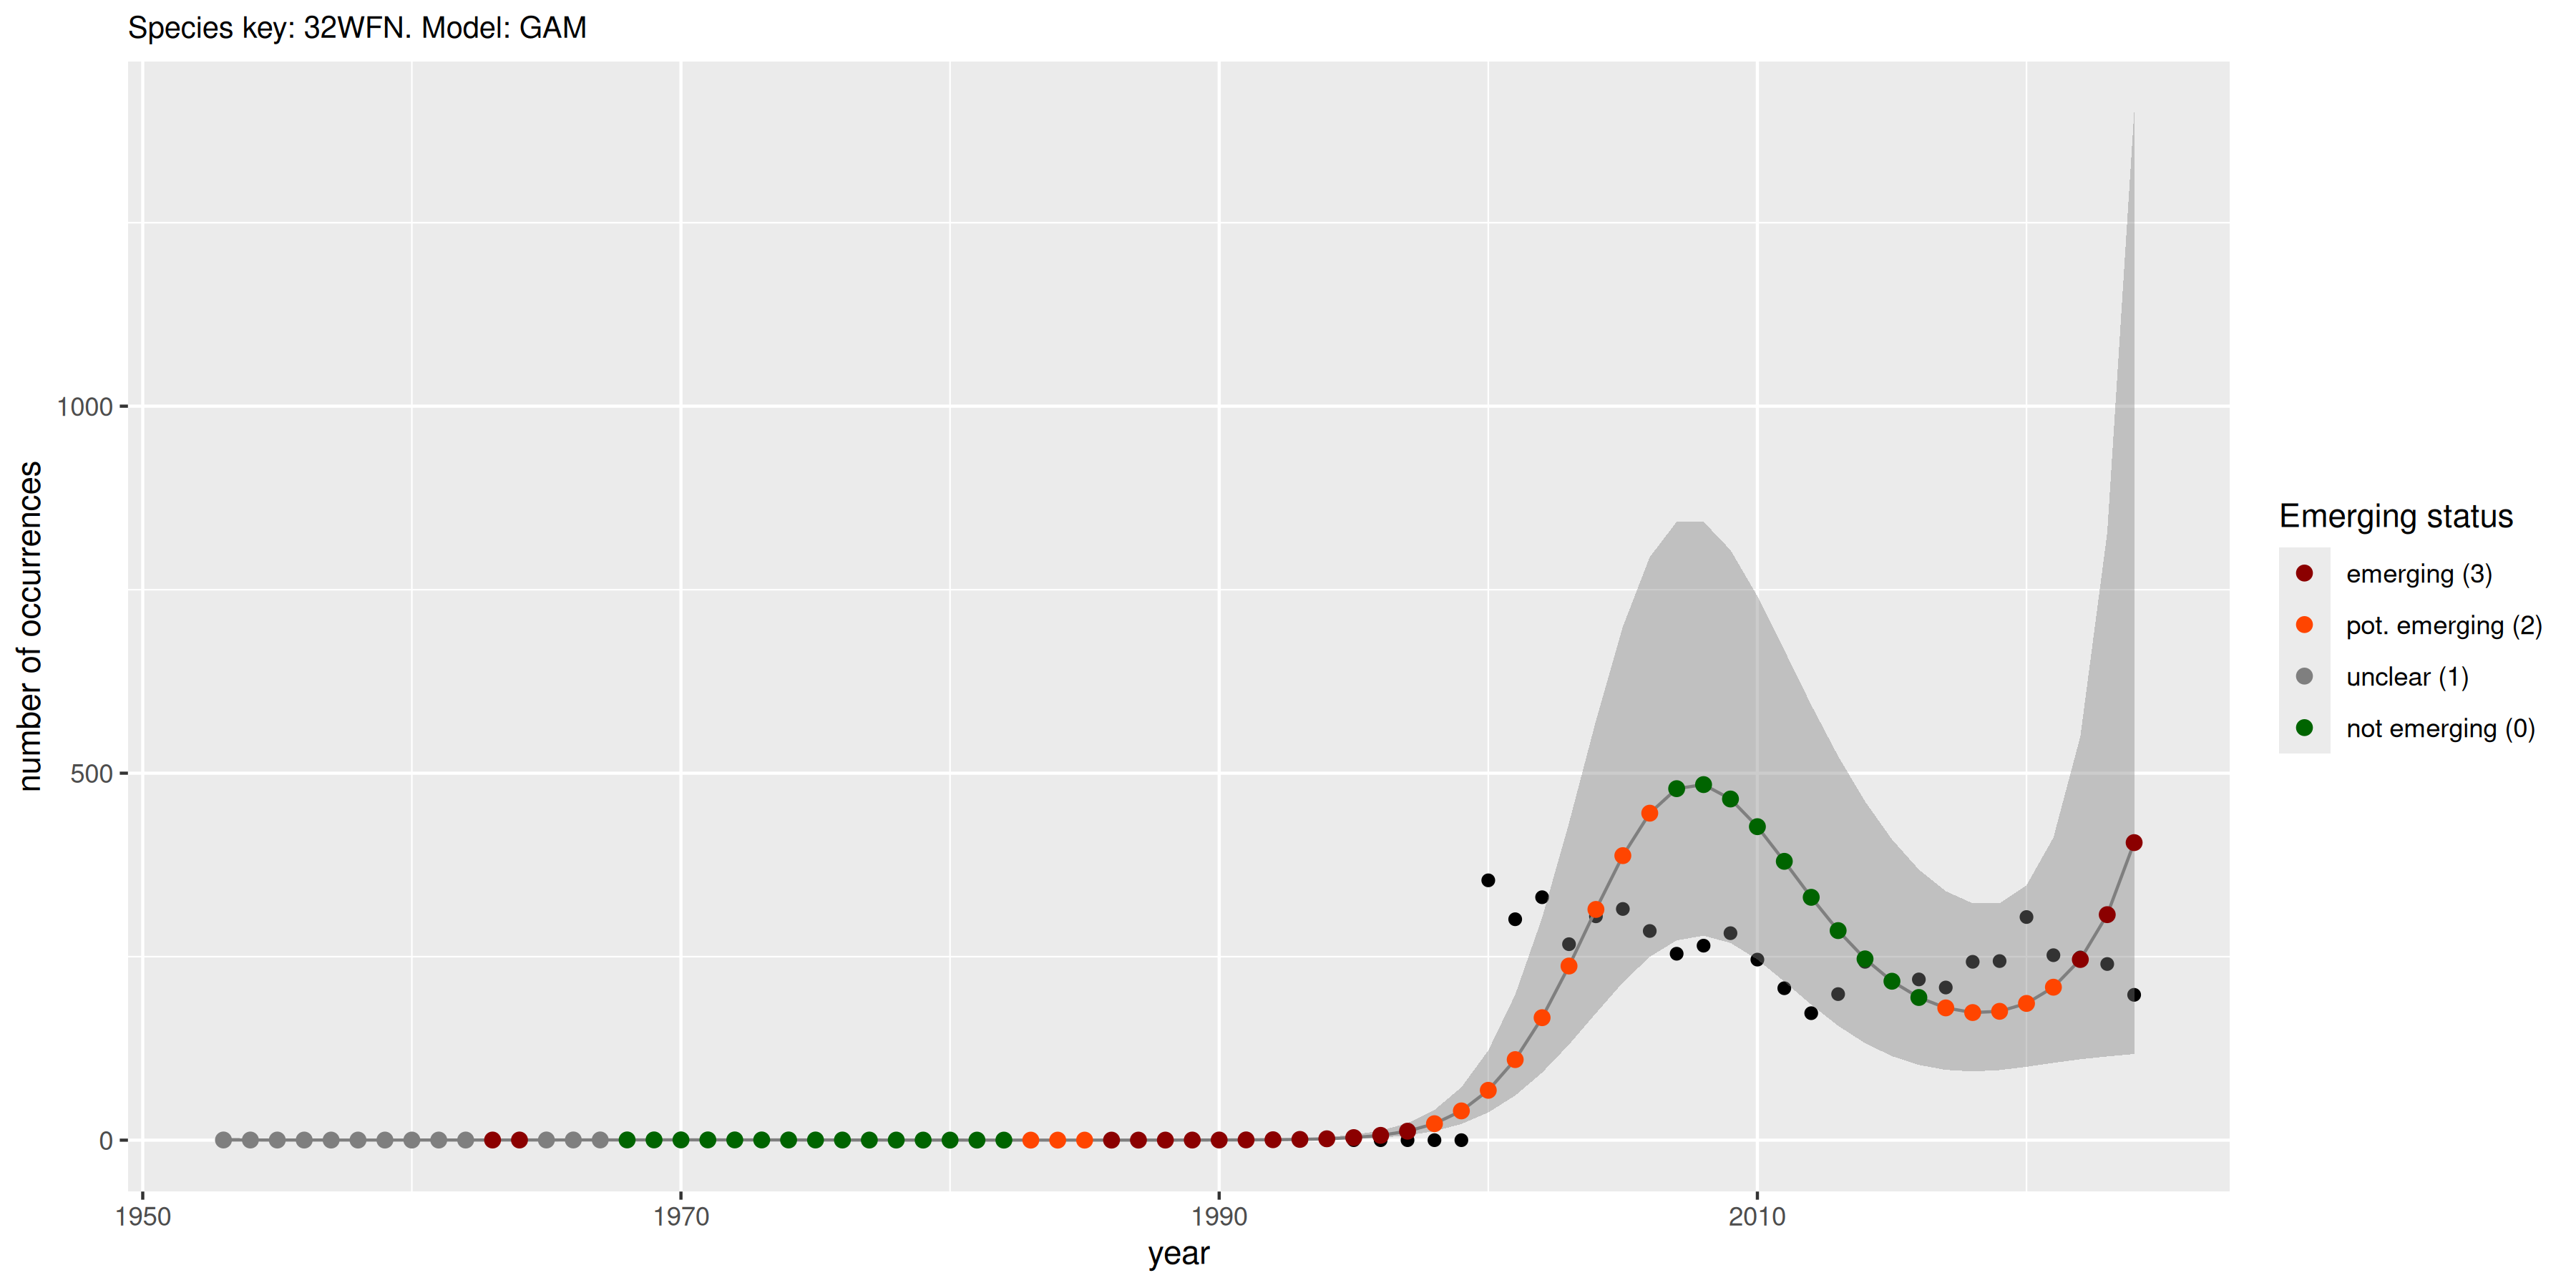 Species key: 32WFN. Model: GAM
number of occurrences
1000
500
0
1950
1970
1990
2010
year
Emerging status
emerging (3)
pot. emerging (2)
unclear (1)
not emerging (0)